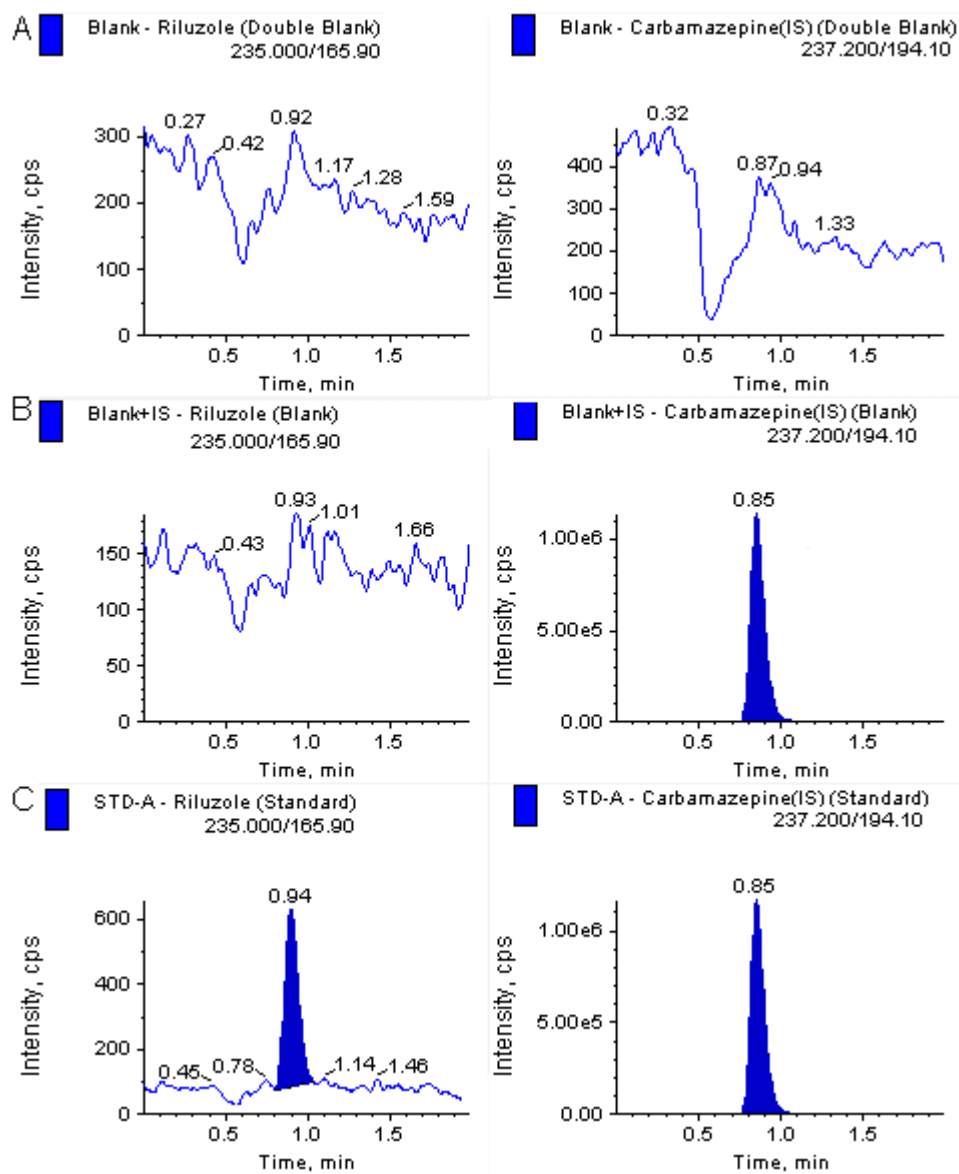 A
Blank - Riluzole (Double Blank)
235.000/165.90
Intensity, cps
300
200
100
0
0.27
0.42
0.92
1.17
1.28
1.59
0.5
1.0
1.5
Time, min
Blank - Carbamazepine(IS) (Double Blank)
237.200/194.10
Intensity, cps
400
300
200
100
0
0.32
0.87
0.94
1.33
0.5
1.0
1.5
Time, min
B
Blank+IS - Riluzole (Blank)
235.000/165.90
Intensity, cps
150
100
50
0
0.43
0.93
1.01
1.66
0.5
1.0
1.5
Time, min
Blank+IS - Carbamazepine(IS) (Blank)
237.200/194.10
Intensity, cps
1.00e6
5.00e5
0.00
0.85
0.5
1.0
1.5
Time, min
C
STD-A - Riluzole (Standard)
235.000/165.90
Intensity, cps
600
400
200
0
0.45
0.78
0.94
1.14
1.46
0.5
1.0
1.5
Time, min
STD-A - Carbamazepine(IS) (Standard)
237.200/194.10
Intensity, cps
1.00e6
5.00e5
0.00
0.85
0.5
1.0
1.5
Time, min